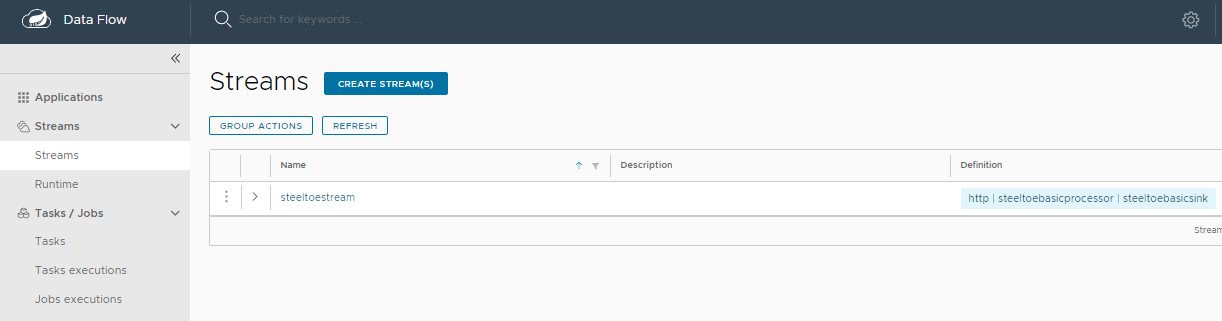 Data Flow
Search for keywords ...
Applications
Streams
Streams
Runtime
Tasks / Jobs
Tasks
Tasks executions
Jobs executions
Streams CREATE STREAM(S)
GROUP ACTIONS REFRESH
Name Description Definition
steeltoestream http | steeltoebasicprocessor | steeltoebasicsink
Stream